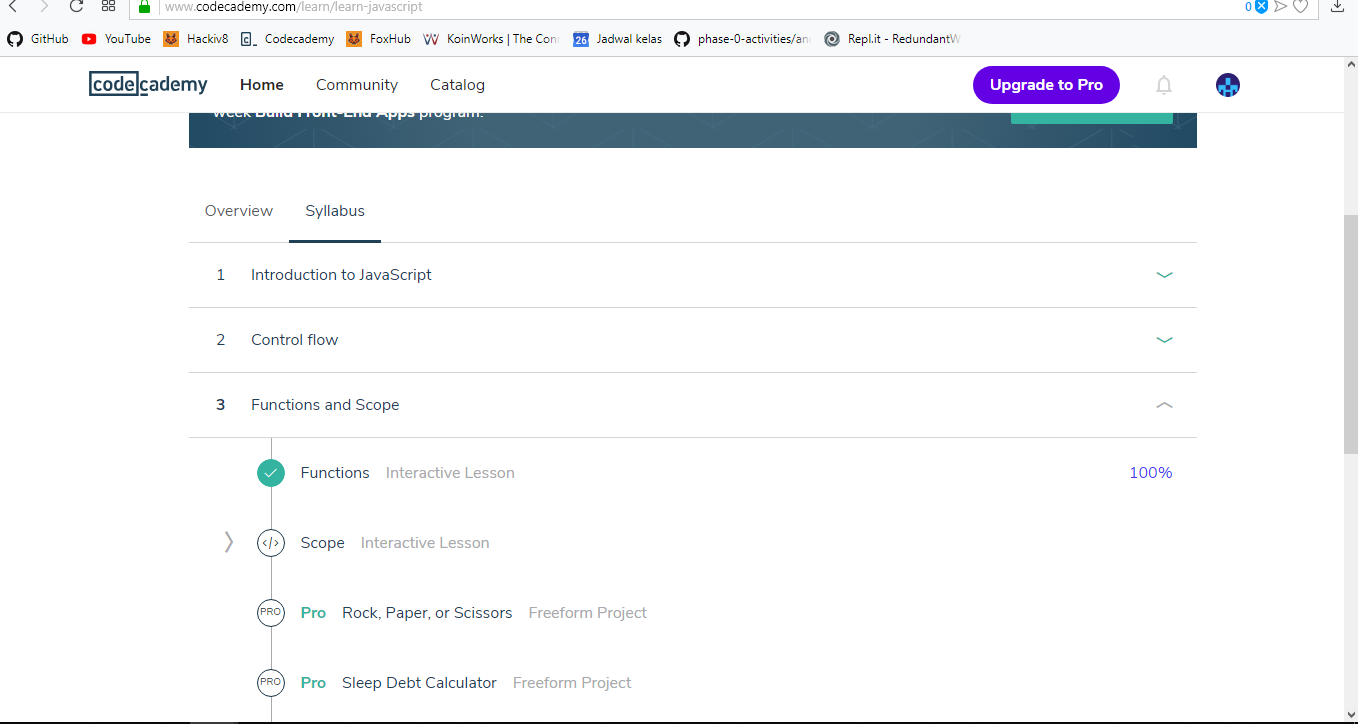 www.codecademy.com/learn/learn-javascript 0
GitHub YouTube Hackiv8 Codecademy FoxHub KoinWorks | The Con 26 Jadwal kelas phase-0-activities/an Repl.it - RedundantW
codecademy Home Community Catalog Upgrade to Pro
week Build Front-End Apps program.
Overview Syllabus
1 Introduction to JavaScript
2 Control flow
3 Functions and Scope
Functions Interactive Lesson 100%
</> Scope Interactive Lesson
PRO Pro Rock, Paper, or Scissors Freeform Project
PRO Pro Sleep Debt Calculator Freeform Project